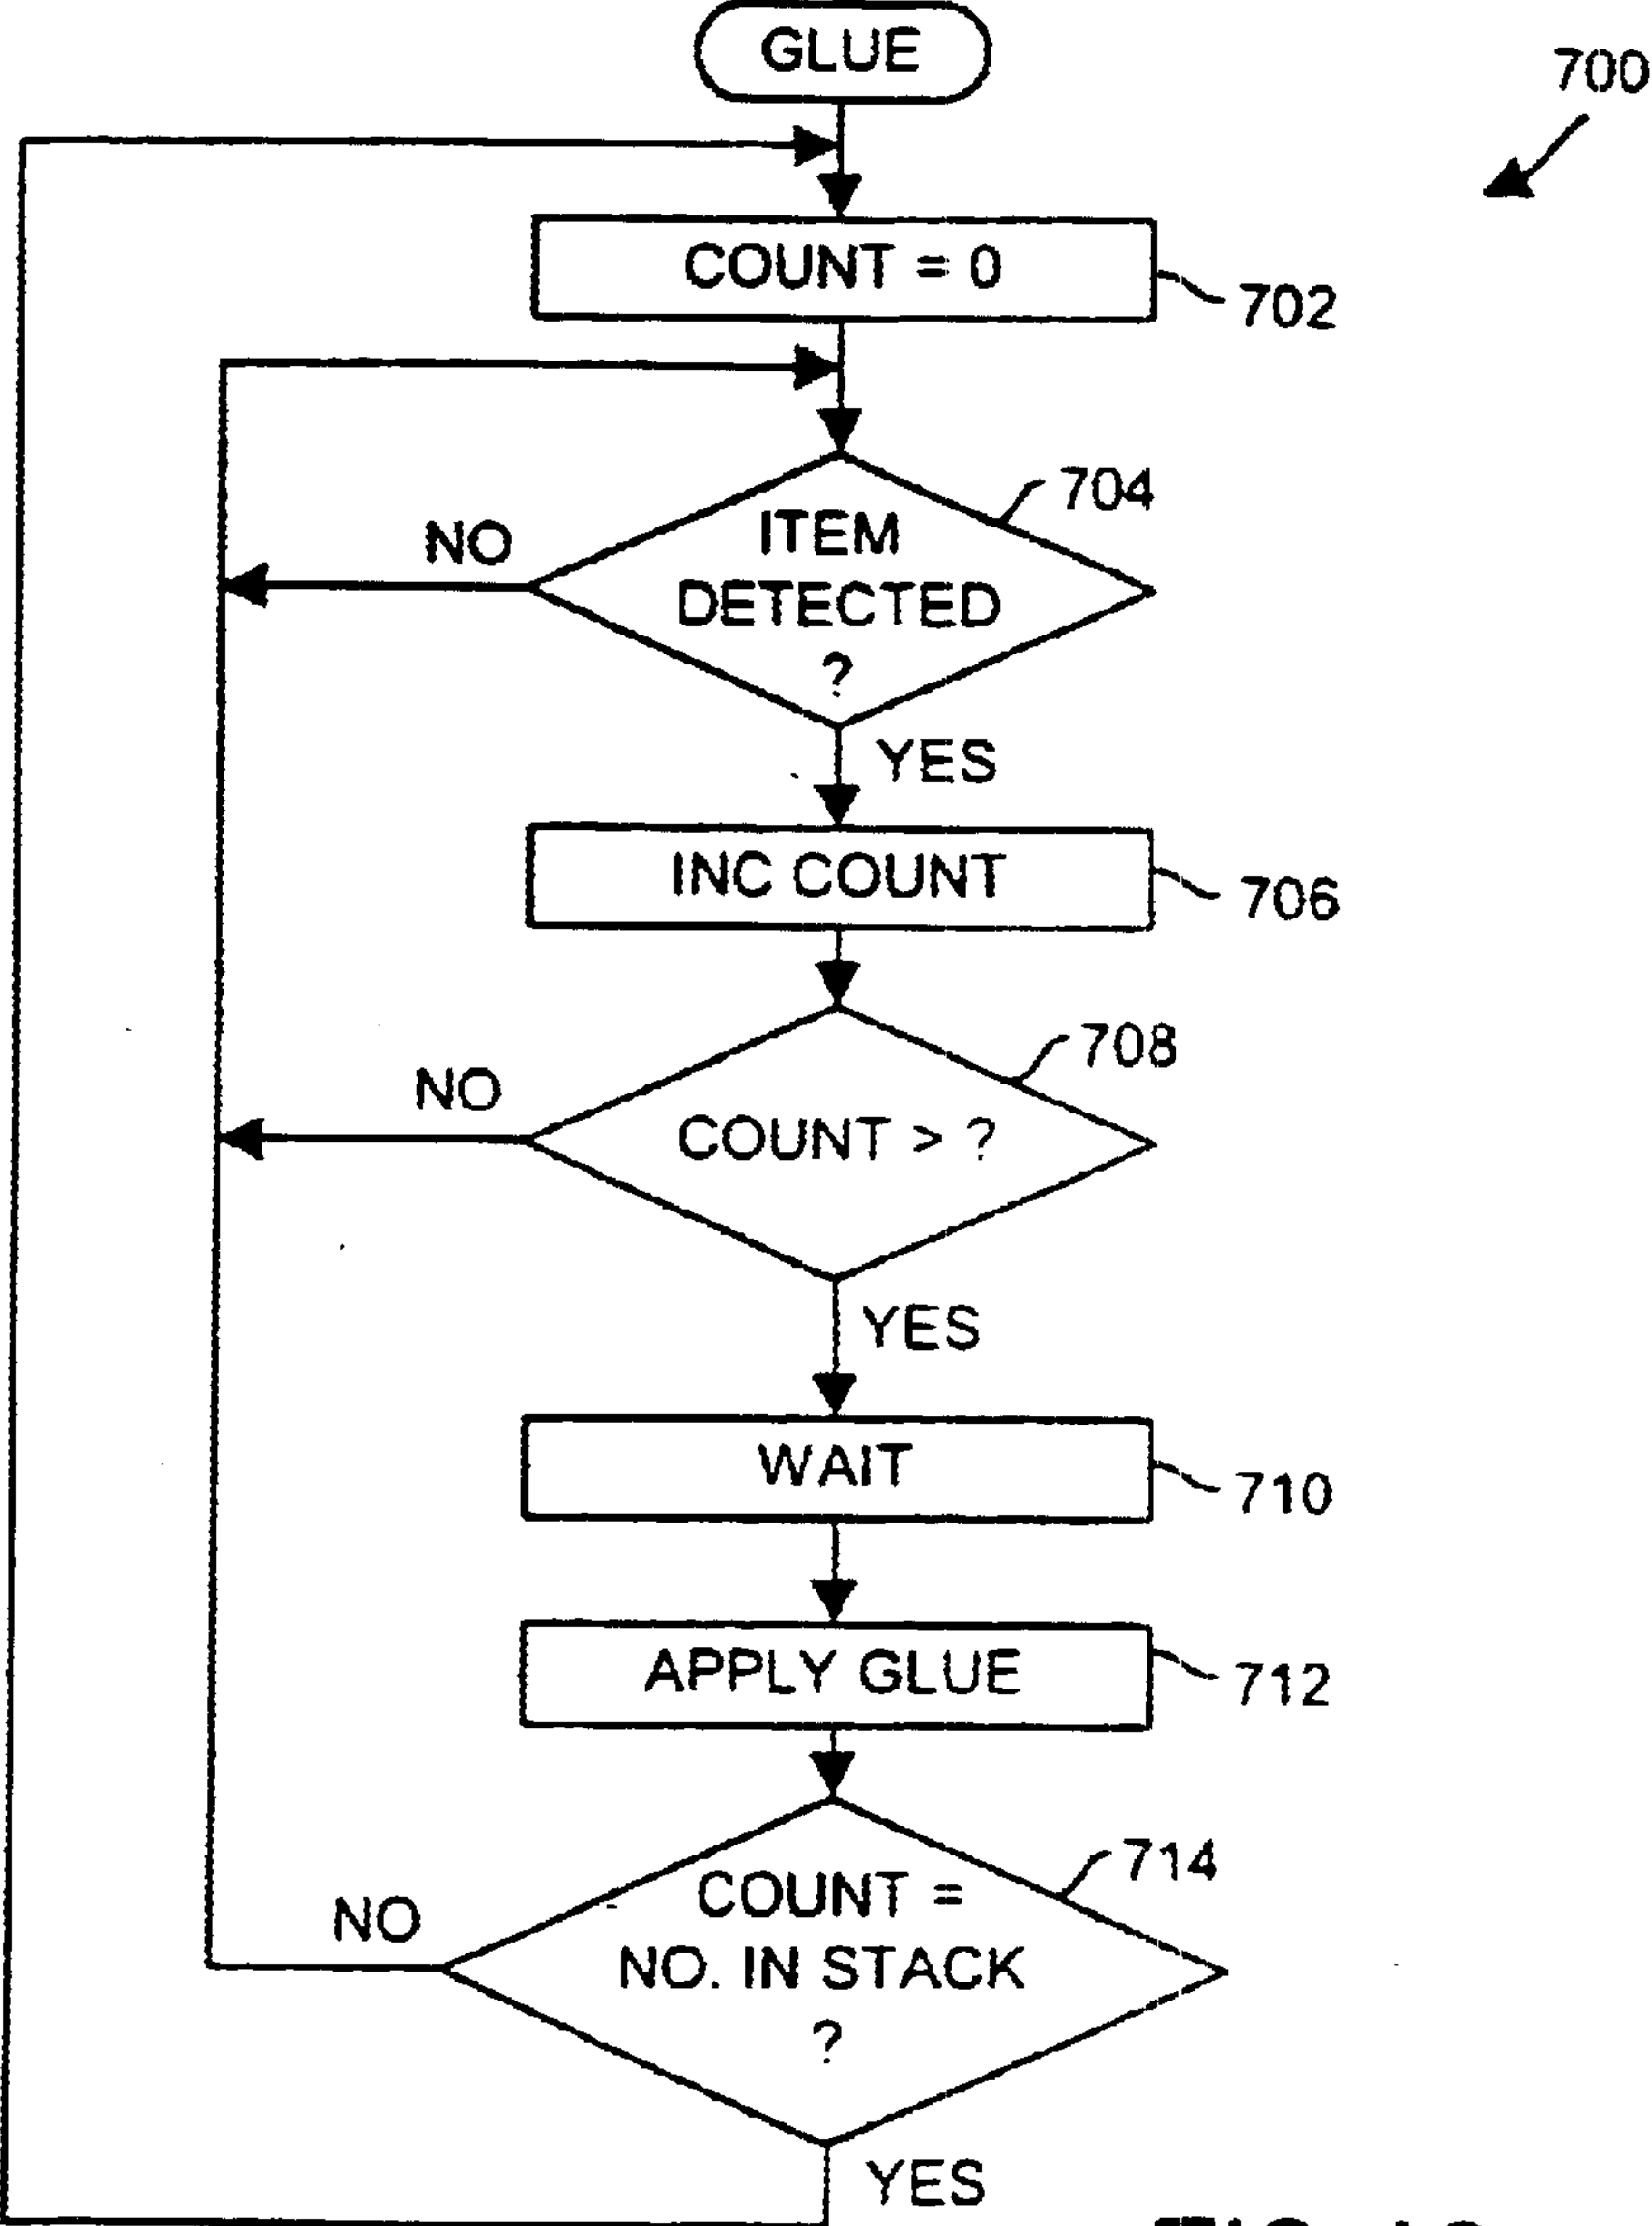 GLUE
700
COUNT = 0
702
704
NO
ITEM
DETECTED
?
YES
INC COUNT
706
708
NO
COUNT > ?
YES
WAIT
710
APPLY GLUE
712
714
NO
COUNT =
NO. IN STACK
?
YES